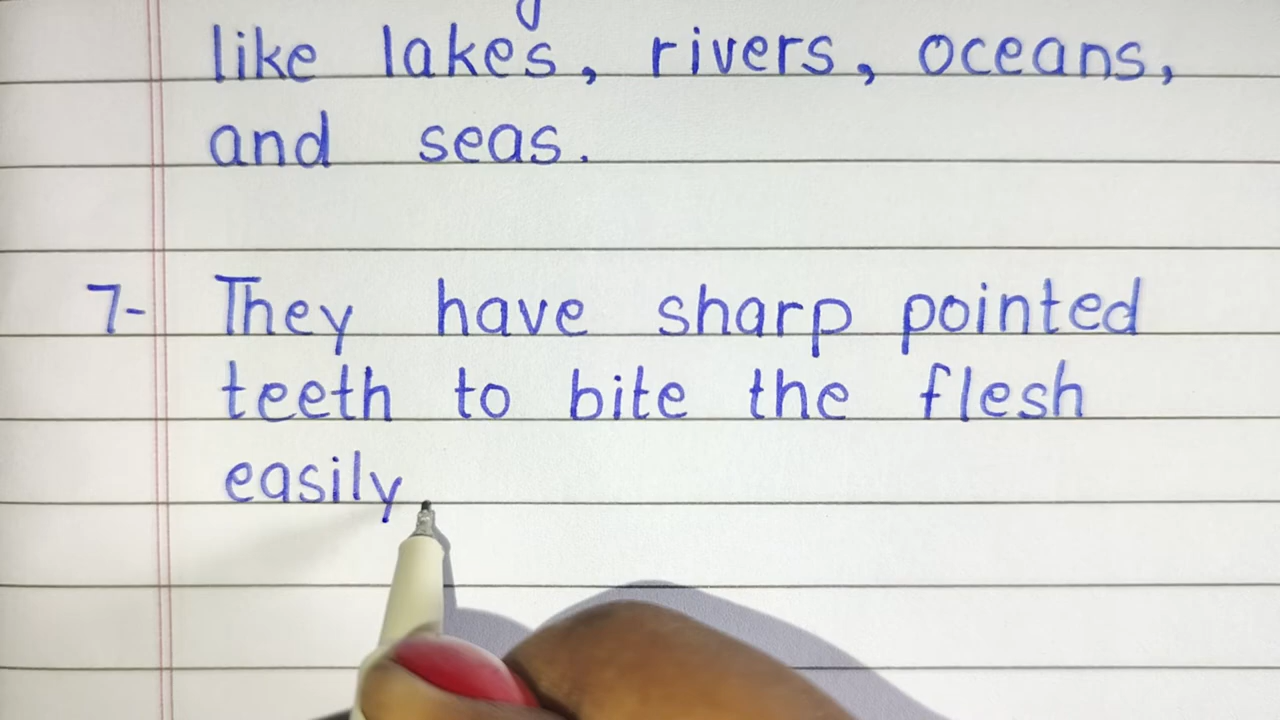 like lakes, rivers, oceans,
and seas.
7- They have sharp pointed
teeth to bite the flesh
easily